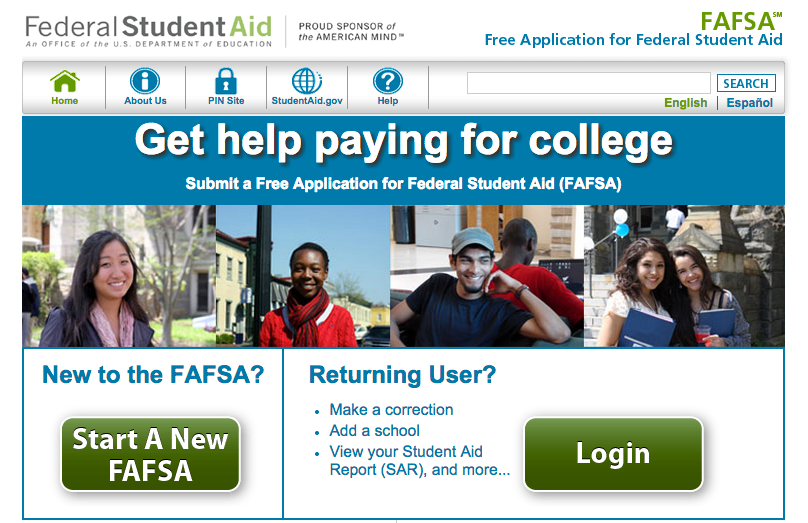 Federal Student Aid
An OFFICE of the U.S. DEPARTMENT of EDUCATION
PROUD SPONSOR of
the AMERICAN MIND™
FAFSA℠
Free Application for Federal Student Aid
Home
About Us
PIN Site
StudentAid.gov
Help
SEARCH
English | Español
Get help paying for college
Submit a Free Application for Federal Student Aid (FAFSA)
New to the FAFSA?
Start A New
FAFSA
Returning User?
• Make a correction
• Add a school
• View your Student Aid
Report (SAR), and more...
Login